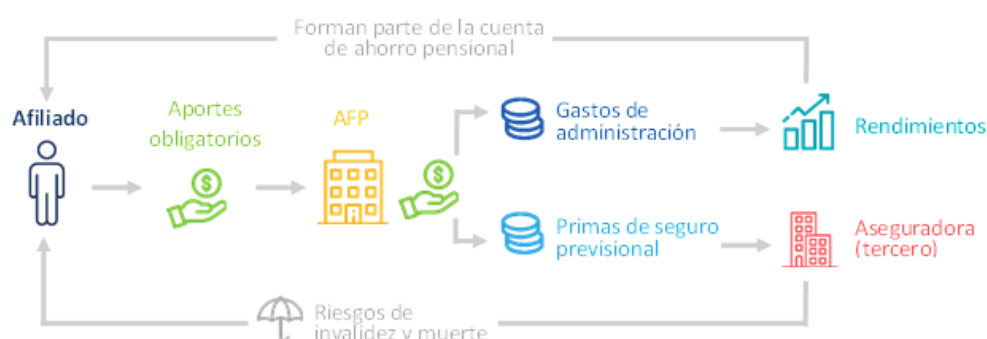 Forman parte de la cuenta
de ahorro pensional
Afiliado
Aportes
obligatorios
AFP
Gastos de
administración
Rendimientos
Primas de seguro
previsional
Aseguradora
(tercero)
Riesgos de
invalidez y muerte